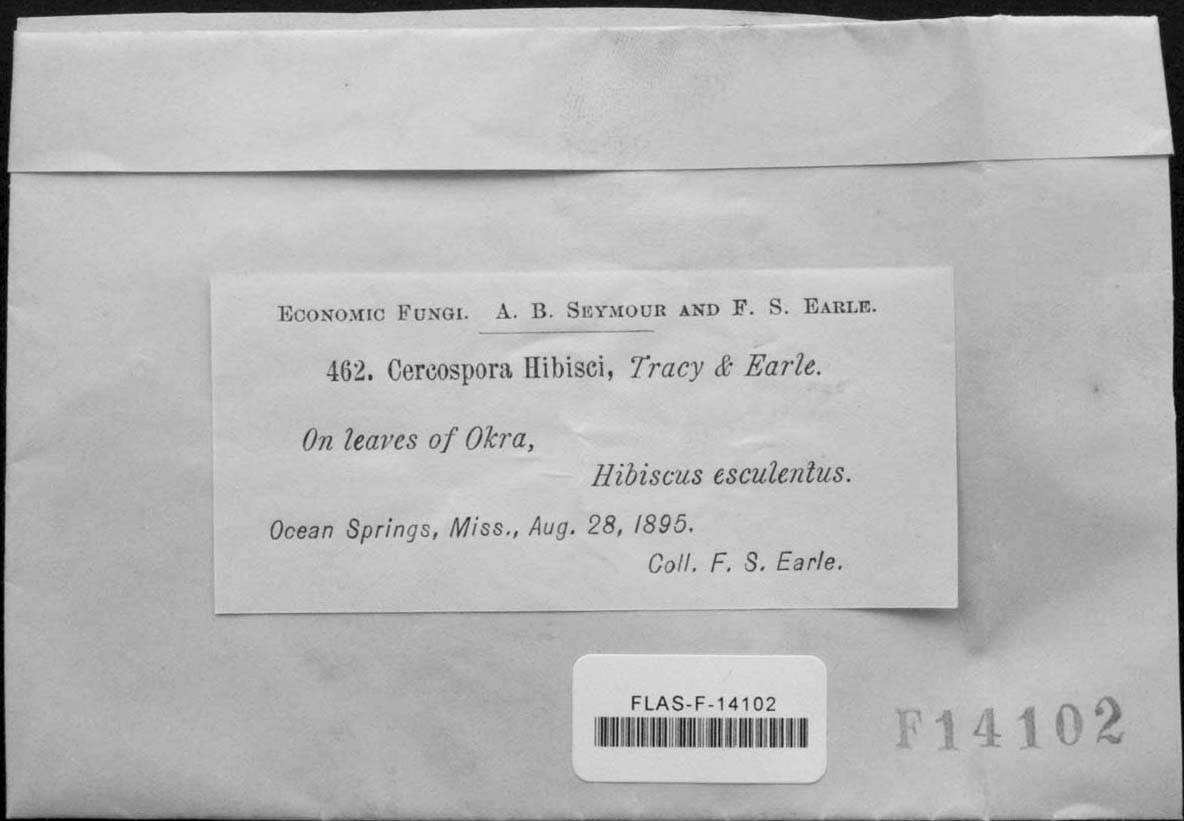 Economic Fungi. A. B. Seymour and F. S. Earle.
462. Cercospora Hibisci, Tracy & Earle.
On leaves of Okra,
Hibiscus esculentus.
Ocean Springs, Miss., Aug. 28, 1895.
Coll. F. S. Earle.
FLAS-F-14102
F14102